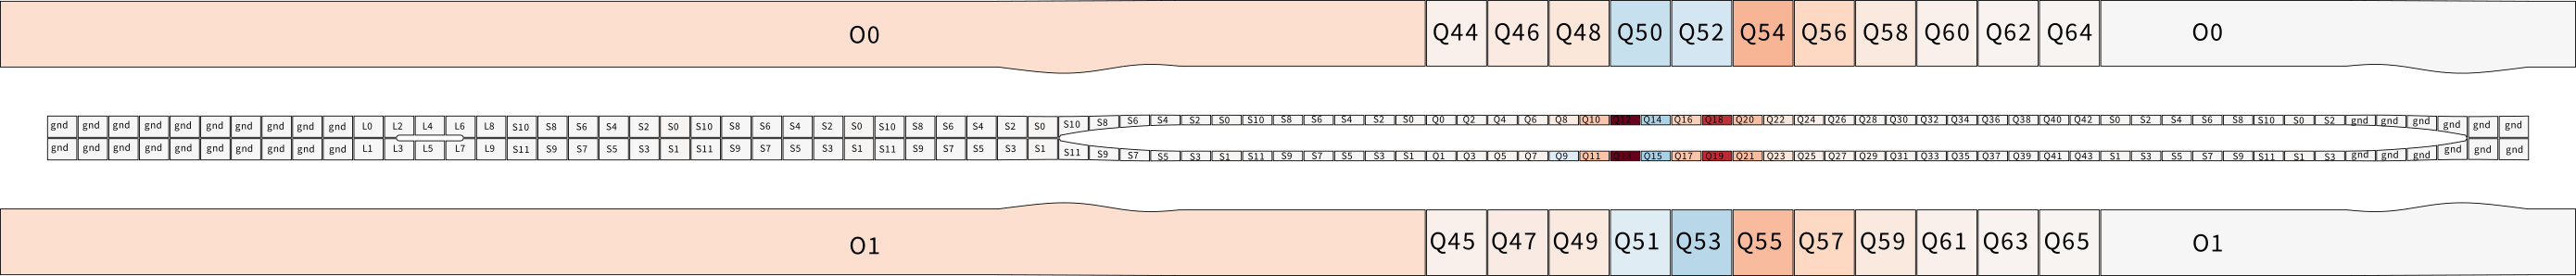 O0 Q44 Q46 Q48 Q50 Q52 Q54 Q56 Q58 Q60 Q62 Q64 O0
gnd gnd gnd gnd gnd gnd gnd gnd gnd gnd L0 L2 L4 L6 L8 S10 S8 S6 S4 S2 S0 S10 S8 S6 S4 S2 S0 S10 S8 S6 S4 S2 S0 S10 S8 S6 S4 S2 S0 S10 S8 S6 S4 S2 S0 Q0 Q2 Q4 Q6 Q8 Q10 Q12 Q14 Q16 Q18 Q20 Q22 Q24 Q26 Q28 Q30 Q32 Q34 Q36 Q38 Q40 Q42 S0 S2 S4 S6 S8 S10 S0 S2 gnd gnd gnd gnd gnd gnd
gnd gnd gnd gnd gnd gnd gnd gnd gnd gnd L1 L3 L5 L7 L9 S11 S9 S7 S5 S3 S1 S11 S9 S7 S5 S3 S1 S11 S9 S7 S5 S3 S1 S11 S9 S7 S5 S3 S1 S11 S9 S7 S5 S3 S1 Q1 Q3 Q5 Q7 Q9 Q11 Q13 Q15 Q17 Q19 Q21 Q23 Q25 Q27 Q29 Q31 Q33 Q35 Q37 Q39 Q41 Q43 S1 S3 S5 S7 S9 S11 S1 S3 gnd gnd gnd gnd gnd gnd
O1 Q45 Q47 Q49 Q51 Q53 Q55 Q57 Q59 Q61 Q63 Q65 O1